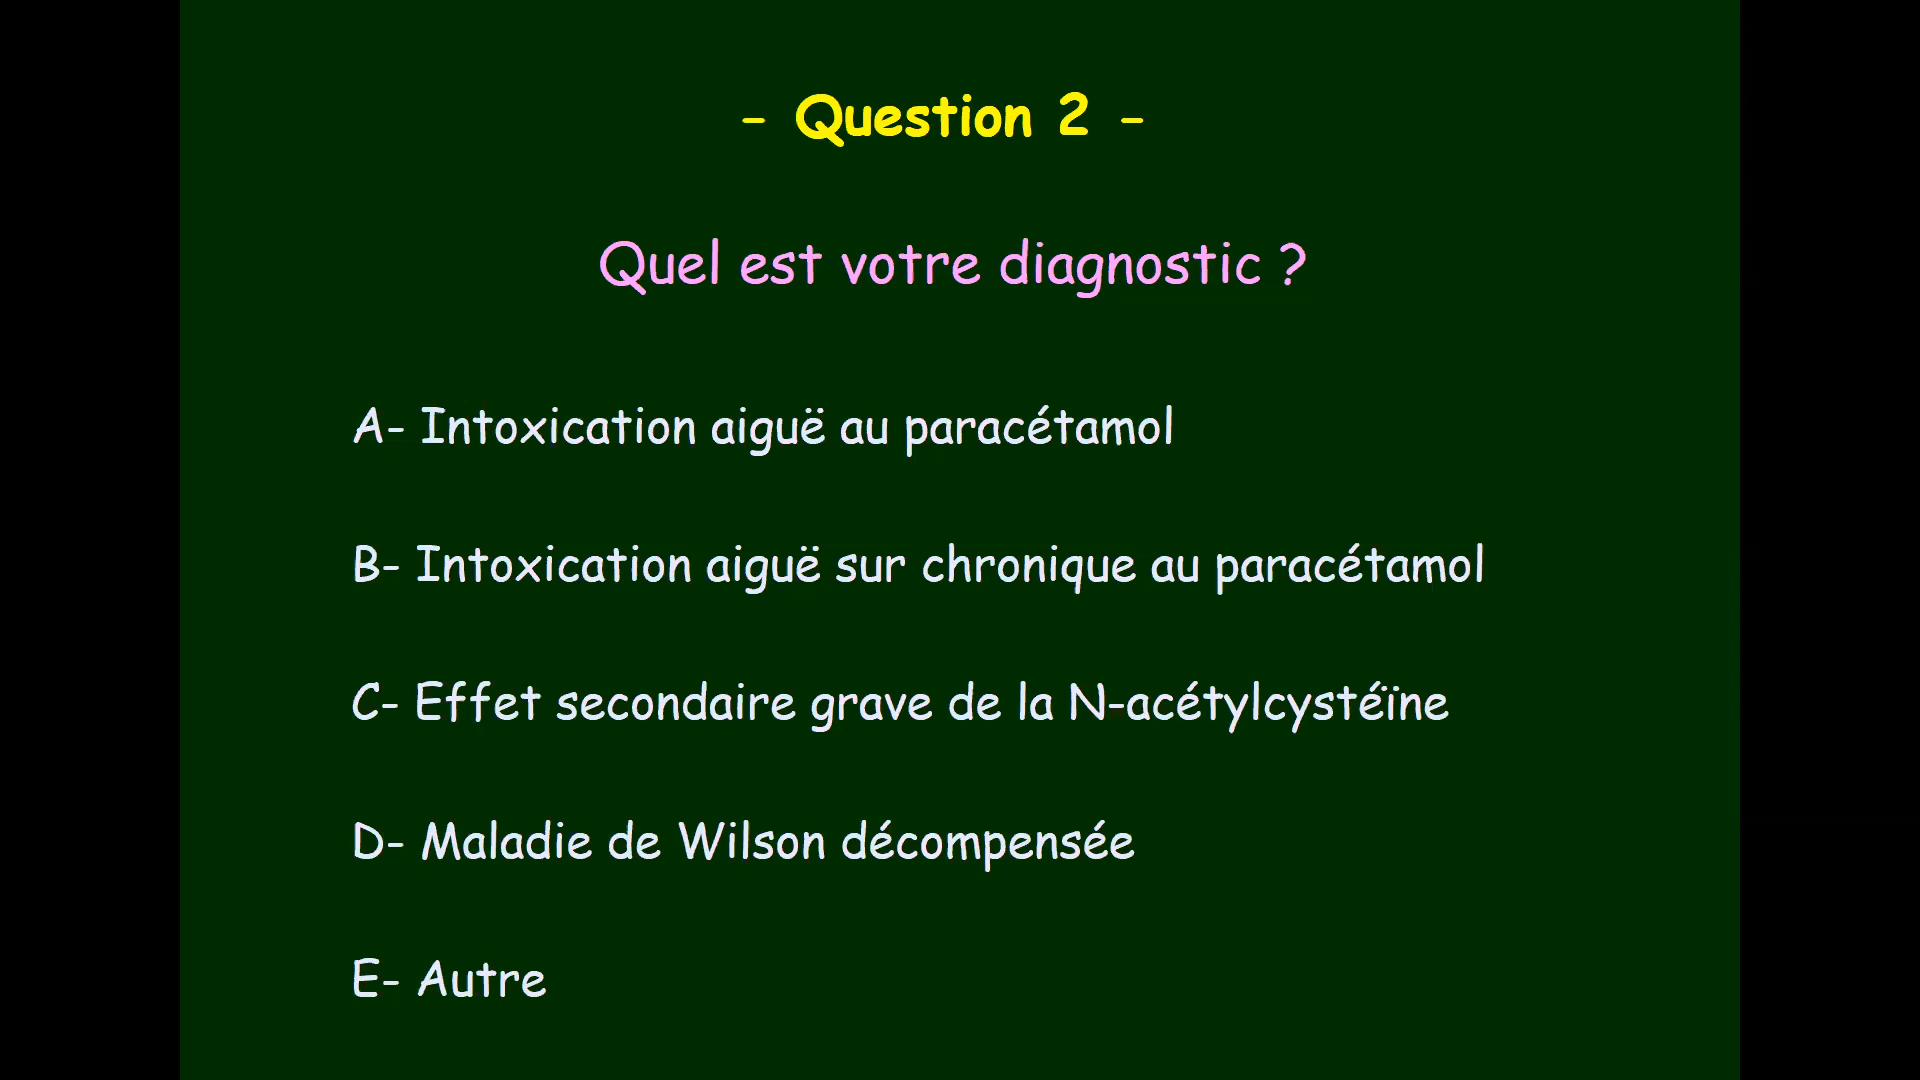 - Question 2 -
Quel est votre diagnostic ?
A- Intoxication aiguë au paracétamol
B- Intoxication aiguë sur chronique au paracétamol
C- Effet secondaire grave de la N-acétylcystéïne
D- Maladie de Wilson décompensée
E- Autre